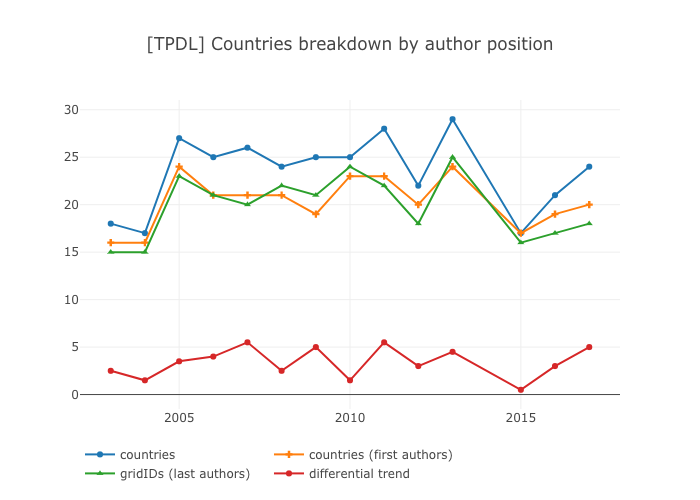 [TPDL] Countries breakdown by author position
30
25
20
15
10
5
0
2005 2010 2015
countries countries (first authors)
gridIDs (last authors) differential trend